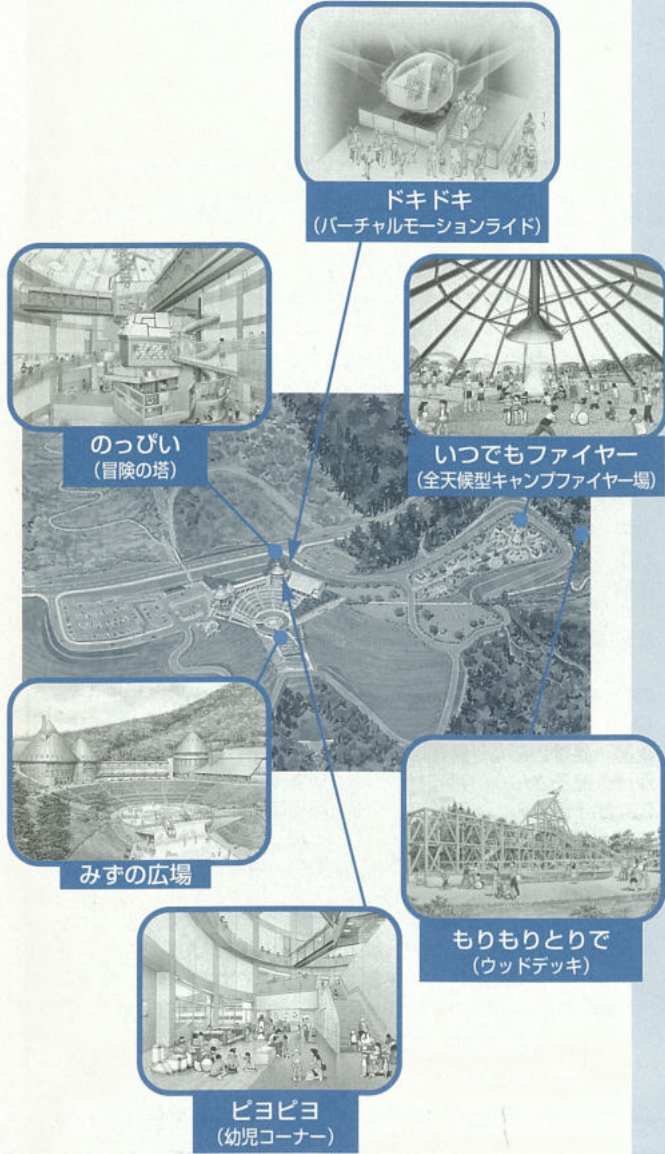 ドキドキ
(バーチャルモーションライド)
のっぴい
(冒険の塔)
いつでもファイヤー
(全天候型キャンプファイヤー場)
みずの広場
もりもりとりで
(ウッドデッキ)
ピヨピヨ
(幼児コーナー)